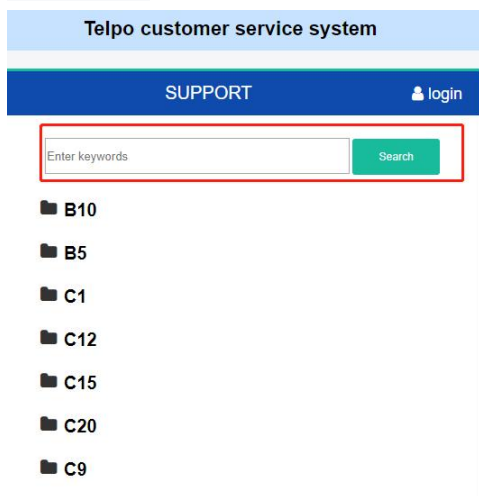 Telpo customer service system
SUPPORT
login
Enter keywords
Search
B10
B5
C1
C12
C15
C20
C9